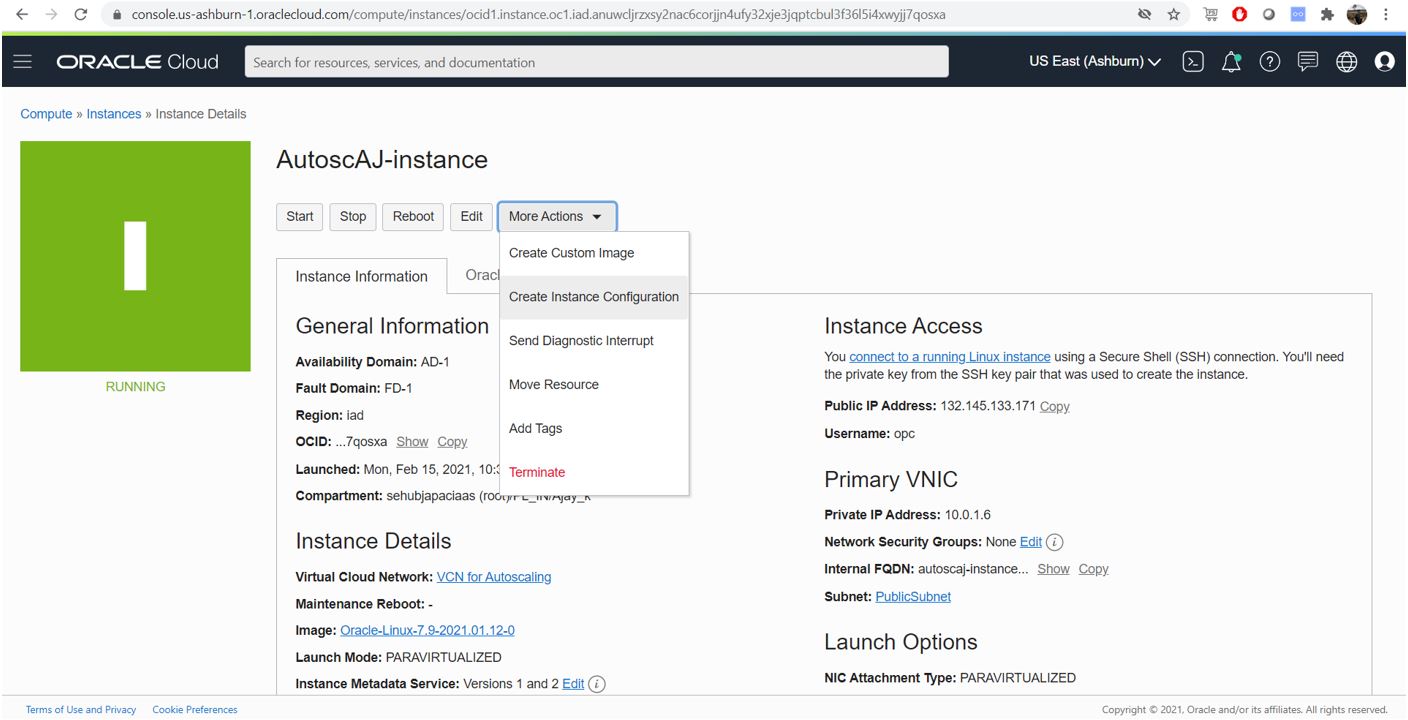 console.us-ashburn-1.oraclecloud.com/compute/instances/ocid1.instance.oc1.iad.anuwcljrzxsy2nac6corjjn4ufy32xje3jqptcbul3f36l5i4xwyjj7qosxa
ORACLE Cloud
Search for resources, services, and documentation
US East (Ashburn)
Compute » Instances » Instance Details
AutoscAJ-instance
Start Stop Reboot Edit More Actions
Create Custom Image
Create Instance Configuration
Send Diagnostic Interrupt
Move Resource
Add Tags
Terminate
RUNNING
Instance Information
General Information
Availability Domain: AD-1
Fault Domain: FD-1
Region: iad
OCID: ...7qosxa Show Copy
Launched: Mon, Feb 15, 2021, 10:3
Compartment: sehubjapaciaas (root)/PE_IN/Ajay_k
Instance Details
Virtual Cloud Network: VCN for Autoscaling
Maintenance Reboot: -
Image: Oracle-Linux-7.9-2021.01.12-0
Launch Mode: PARAVIRTUALIZED
Instance Metadata Service: Versions 1 and 2 Edit
Instance Access
You connect to a running Linux instance using a Secure Shell (SSH) connection. You'll need
the private key from the SSH key pair that was used to create the instance.
Public IP Address: 132.145.133.171 Copy
Username: opc
Primary VNIC
Private IP Address: 10.0.1.6
Network Security Groups: None Edit
Internal FQDN: autoscaj-instance... Show Copy
Subnet: PublicSubnet
Launch Options
NIC Attachment Type: PARAVIRTUALIZED
Terms of Use and Privacy Cookie Preferences
Copyright © 2021, Oracle and/or its affiliates. All rights reserved.